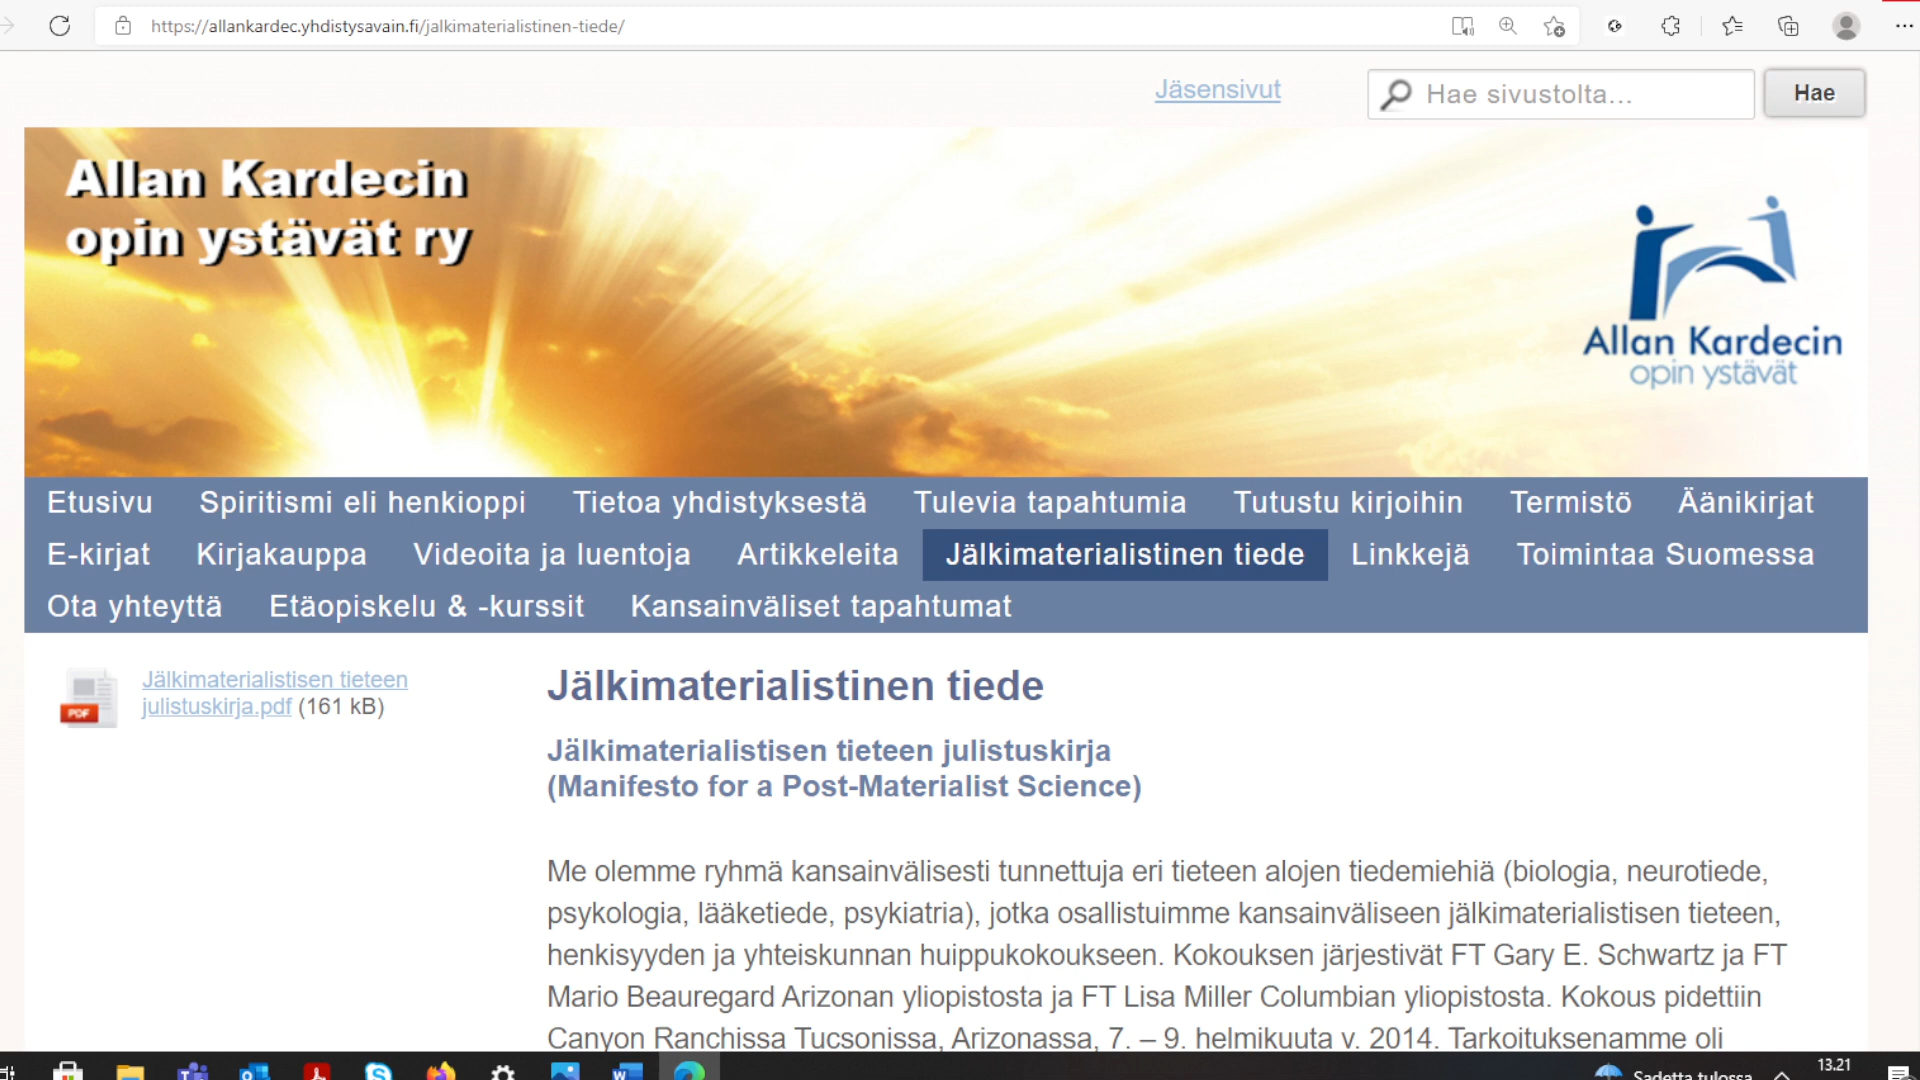 https://allankardec.yhdistysavain.fi/jalkimaterialistinen-tiede/
Jäsensivut
Hae sivustolta...
Hae
Allan Kardecin
opin ystävät ry
Allan Kardecin
opin ystävät
Etusivu Spiritismi eli henkioppi Tietoa yhdistyksestä Tulevia tapahtumia Tutustu kirjoihin Termistö Äänikirjat
E-kirjat Kirjakauppa Videoita ja luentoja Artikkeleita Jälkimaterialistinen tiede Linkkejä Toimintaa Suomessa
Ota yhteyttä Etäopiskelu & -kurssit Kansainväliset tapahtumat
PDF
Jälkimaterialistisen tieteen
julistuskirja.pdf (161 kB)
Jälkimaterialistinen tiede
Jälkimaterialistisen tieteen julistuskirja
(Manifesto for a Post-Materialist Science)
Me olemme ryhmä kansainvälisesti tunnettuja eri tieteen alojen tiedemiehiä (biologia, neurotiede,
psykologia, lääketiede, psykiatria), jotka osallistuimme kansainväliseen jälkimaterialistisen tieteen,
henkisyyden ja yhteiskunnan huippukokoukseen. Kokouksen järjestivät FT Gary E. Schwartz ja FT
Mario Beauregard Arizonan yliopistosta ja FT Lisa Miller Columbian yliopistosta. Kokous pidettiin
Canyon Ranchissa Tucsonissa, Arizonassa, 7. – 9. helmikuuta v. 2014. Tarkoituksenamme oli
Sadetta tulossa
13.21